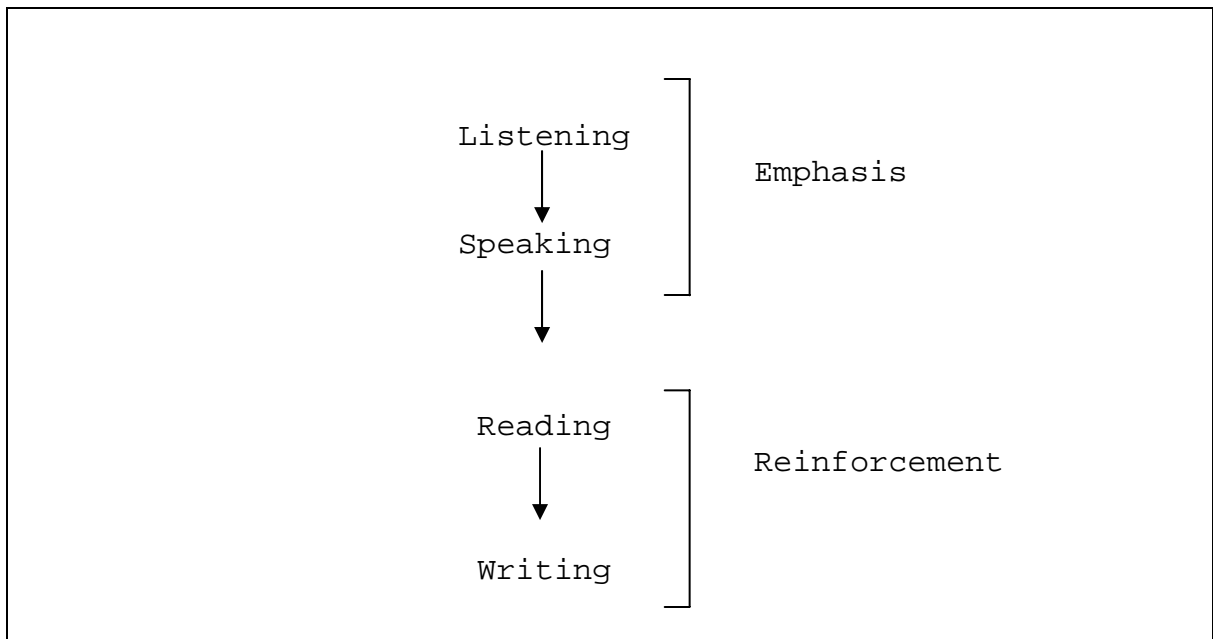 Listening
Emphasis
Speaking
Reading
Reinforcement
Writing